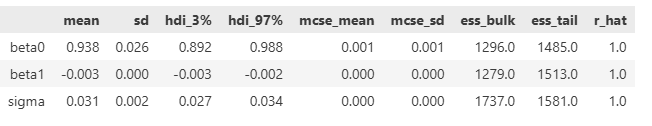 mean sd hdi_3% hdi_97% mcse_mean mcse_sd ess_bulk ess_tail r_hat
beta0 0.938 0.026 0.892 0.988 0.001 0.001 1296.0 1485.0 1.0
beta1 -0.003 0.000 -0.003 -0.002 0.000 0.000 1279.0 1513.0 1.0
sigma 0.031 0.002 0.027 0.034 0.000 0.000 1737.0 1581.0 1.0